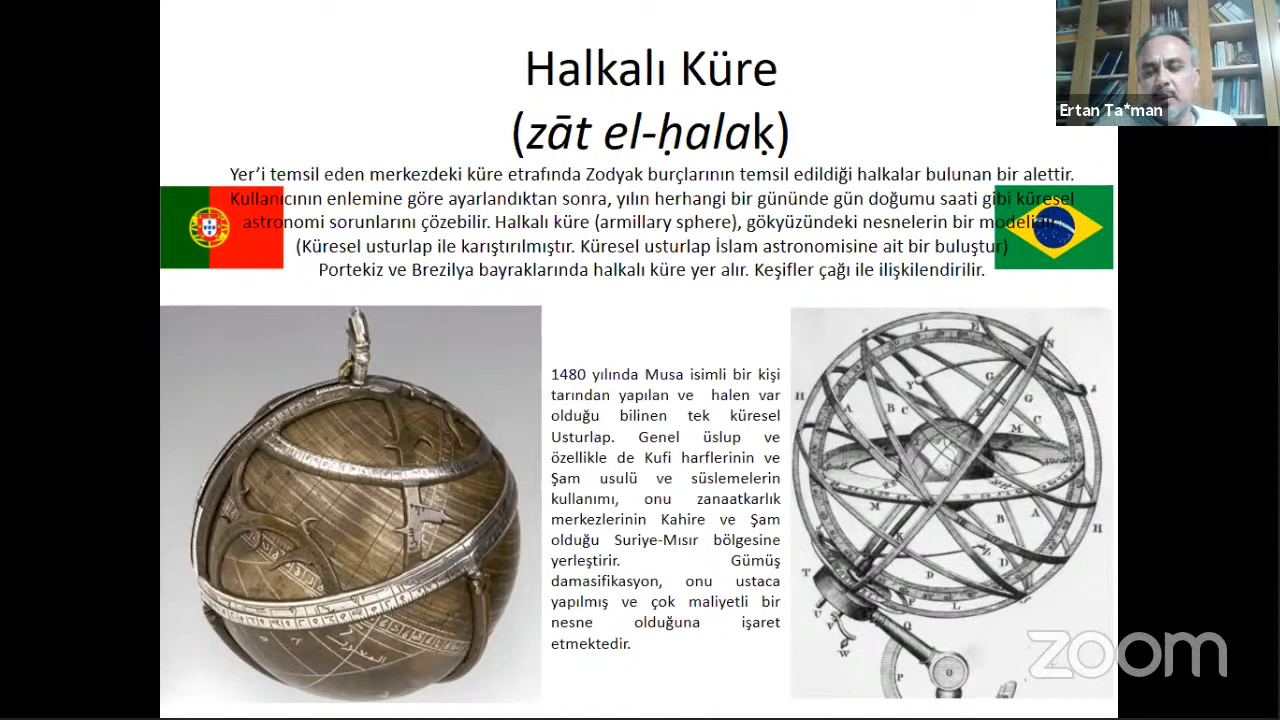 Halkalı Küre
(zāt el-ḥalaḳ)
Yer'i temsil eden merkezdeki küre etrafında Zodyak burçlarının temsil edildiği halkalar bulunan bir alettir.
Kullanıcının enlemine göre ayarlandıktan sonra, yılın herhangi bir gününde gün doğumu saati gibi küresel
astronomi sorunlarını çözebilir. Halkalı küre (armillary sphere), gökyüzündeki nesnelerin bir modelidir.
(Küresel usturlap ile karıştırılmıştır. Küresel usturlap İslam astronomisine ait bir buluştur)
Portekiz ve Brezilya bayraklarında halkalı küre yer alır. Keşifler çağı ile ilişkilendirilir.
Ertan Ta*man
1480 yılında Musa isimli bir kişi
tarından yapılan ve halen var
olduğu bilinen tek küresel
Usturlap. Genel üslup ve
özellikle de Kufi harflerinin ve
Şam usulü ve süslemelerin
kullanımı, onu zanaatkarlık
merkezlerinin Kahire ve Şam
olduğu Suriye-Mısır bölgesine
yerleştirir. Gümüş
damasifikasyon, onu ustaca
yapılmış ve çok maliyetli bir
nesne olduğuna işaret
etmektedir.
L E
N
Y G
H G
A B C C
M
K
M B A
H
K Z
T D D
F L
U V Q
W
P O
zoom